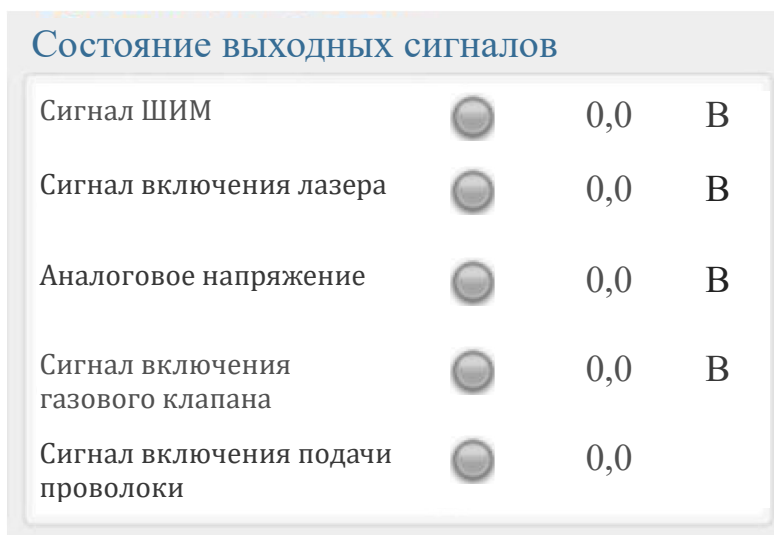 Состояние выходных сигналов
Сигнал ШИМ 0,0 В
Сигнал включения лазера 0,0 В
Аналоговое напряжение 0,0 В
Сигнал включения
газового клапана 0,0 В
Сигнал включения подачи
проволоки 0,0